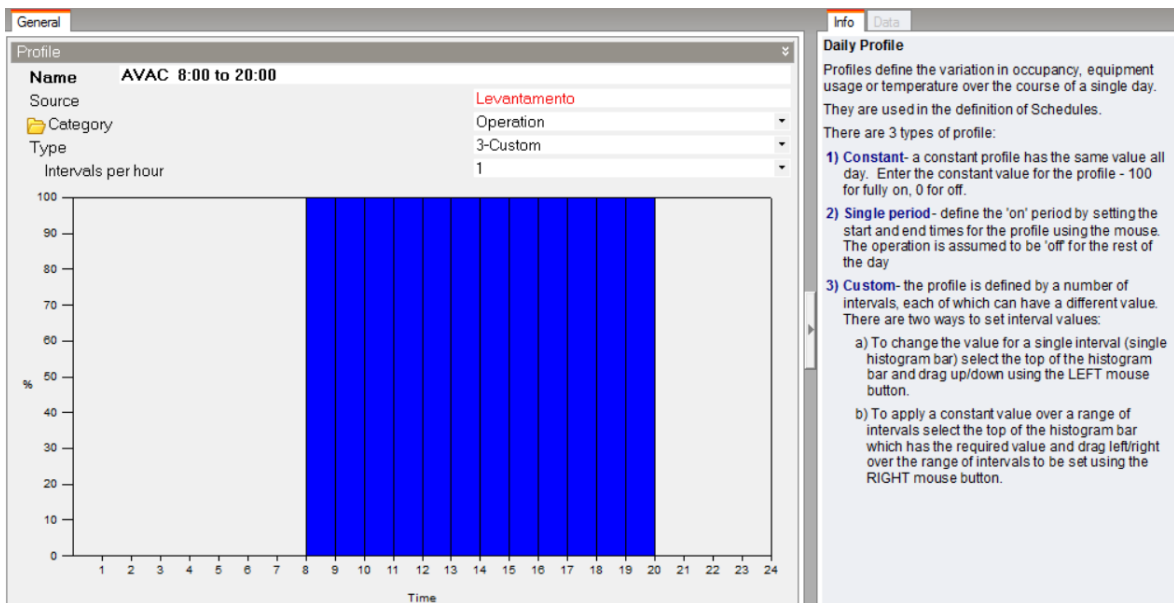 General
Profile
Name AVAC 8:00 to 20:00
Source Levantamento
Category Operation
Type 3-Custom
Intervals per hour 1
100
90
80
70
60
% 50
40
30
20
10
0
1 2 3 4 5 6 7 8 9 10 11 12 13 14 15 16 17 18 19 20 21 22 23 24
Time
Info Data
Daily Profile
Profiles define the variation in occupancy, equipment
usage or temperature over the course of a single day.
They are used in the definition of Schedules.
There are 3 types of profile:
1) Constant- a constant profile has the same value all
day. Enter the constant value for the profile - 100
for fully on, 0 for off.
2) Single period- define the 'on' period by setting the
start and end times for the profile using the mouse.
The operation is assumed to be 'off' for the rest of
the day
3) Custom- the profile is defined by a number of
intervals, each of which can have a different value.
There are two ways to set interval values:
a) To change the value for a single interval (single
histogram bar) select the top of the histogram
bar and drag up/down using the LEFT mouse
button.
b) To apply a constant value over a range of
intervals select the top of the histogram bar
which has the required value and drag left/right
over the range of intervals to be set using the
RIGHT mouse button.